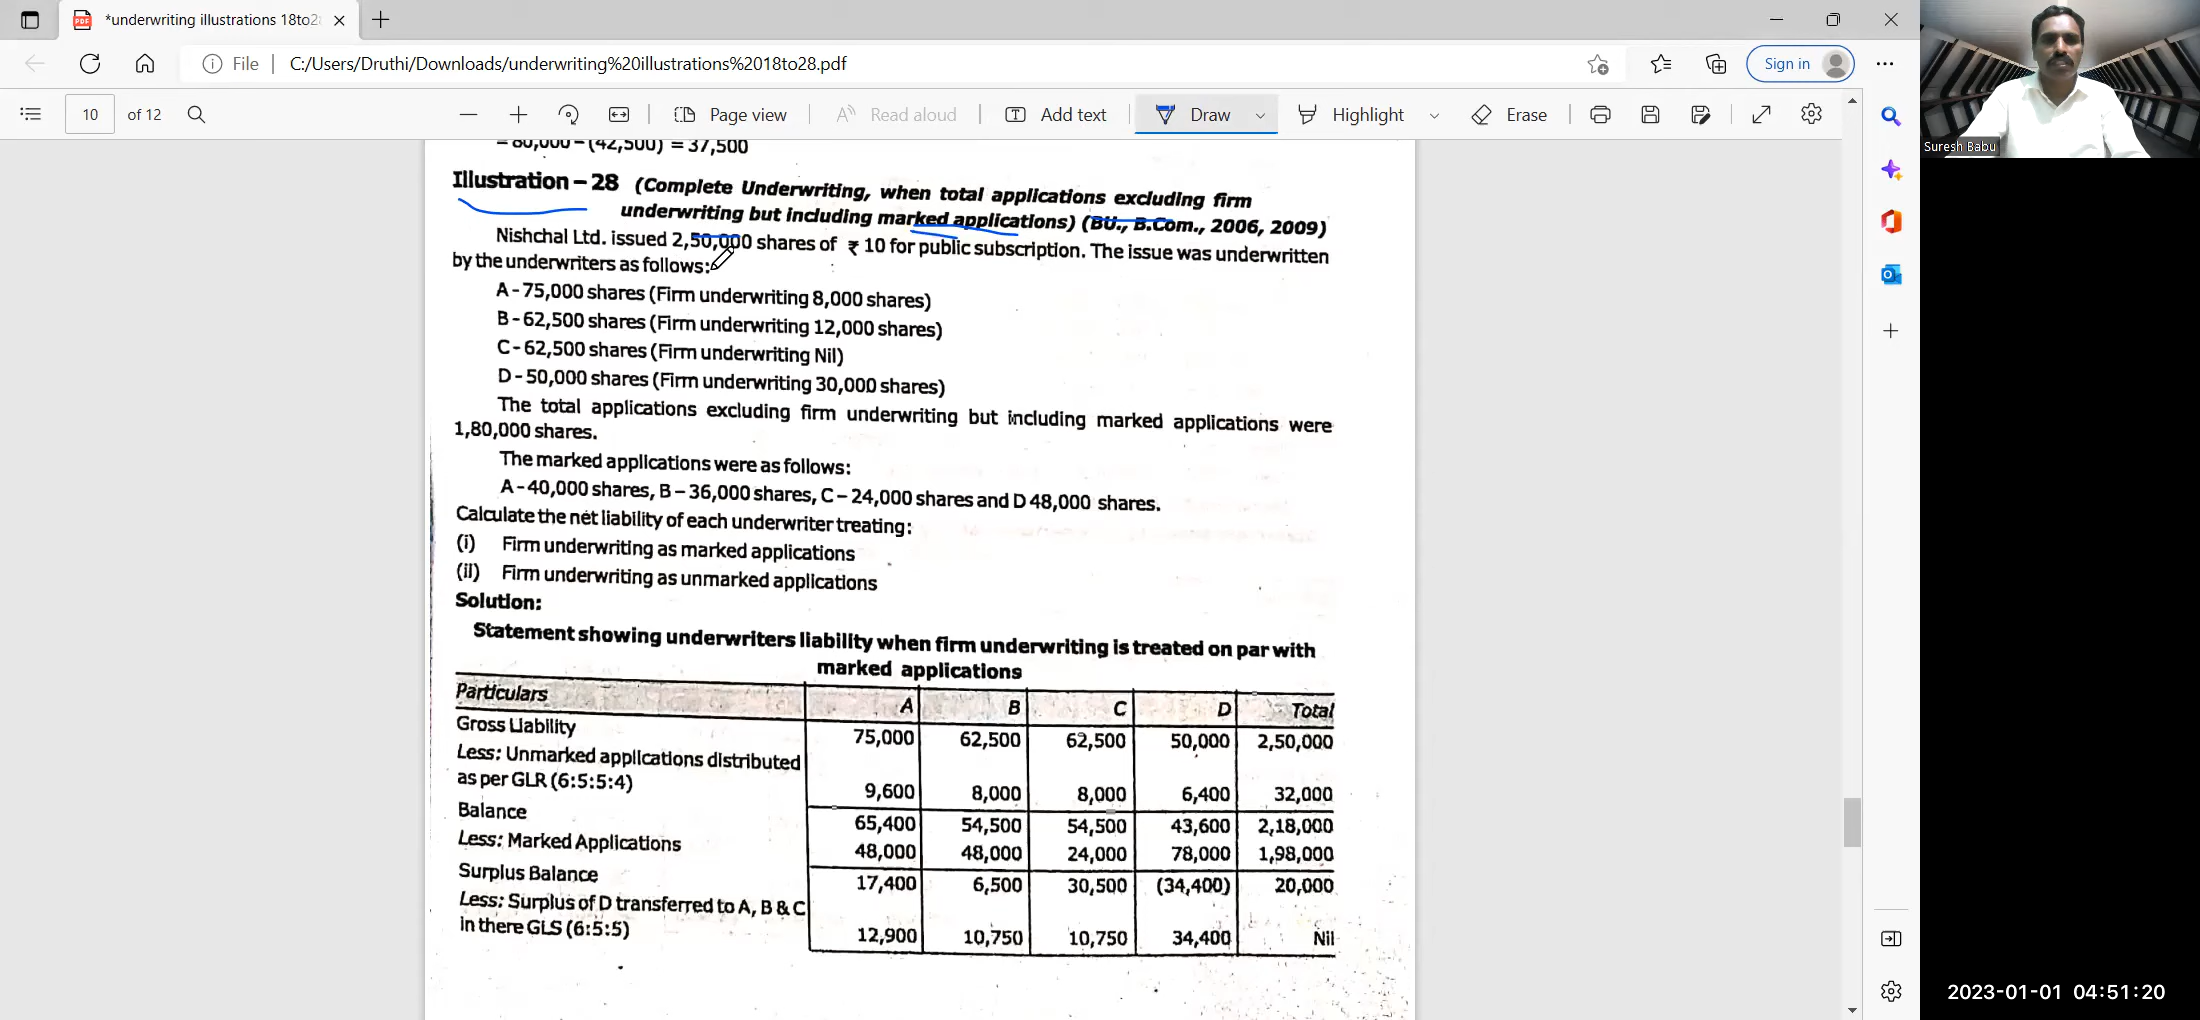 *underwriting illustrations 18to2
File
C:/Users/Druthi/Downloads/underwriting%20illustrations%2018to28.pdf
Sign in
10 of 12
Page view
Read aloud
Add text
Draw
Highlight
Erase
Suresh Babu
= 80,000 – (42,500) = 37,500
Illustration – 28 (Complete Underwriting, when total applications excluding firm
underwriting but including marked applications) (BU., B.Com., 2006, 2009)
Nishchal Ltd. issued 2,50,000 shares of ₹ 10 for public subscription. The issue was underwritten
by the underwriters as follows:
A - 75,000 shares (Firm underwriting 8,000 shares)
B - 62,500 shares (Firm underwriting 12,000 shares)
C - 62,500 shares (Firm underwriting Nil)
D - 50,000 shares (Firm underwriting 30,000 shares)
The total applications excluding firm underwriting but including marked applications were
1,80,000 shares.
The marked applications were as follows:
A - 40,000 shares, B – 36,000 shares, C – 24,000 shares and D 48,000 shares.
Calculate the net liability of each underwriter treating:
(i) Firm underwriting as marked applications
(ii) Firm underwriting as unmarked applications
Solution:
Statement showing underwriters liability when firm underwriting is treated on par with
marked applications
Particulars A B C D Total
Gross Liability 75,000 62,500 62,500 50,000 2,50,000
Less: Unmarked applications distributed
as per GLR (6:5:5:4) 9,600 8,000 8,000 6,400 32,000
Balance 65,400 54,500 54,500 43,600 2,18,000
Less: Marked Applications 48,000 48,000 24,000 78,000 1,98,000
Surplus Balance 17,400 6,500 30,500 (34,400) 20,000
Less: Surplus of D transferred to A, B & C
in there GLS (6:5:5) 12,900 10,750 10,750 34,400 Nil
2023-01-01 04:51:20